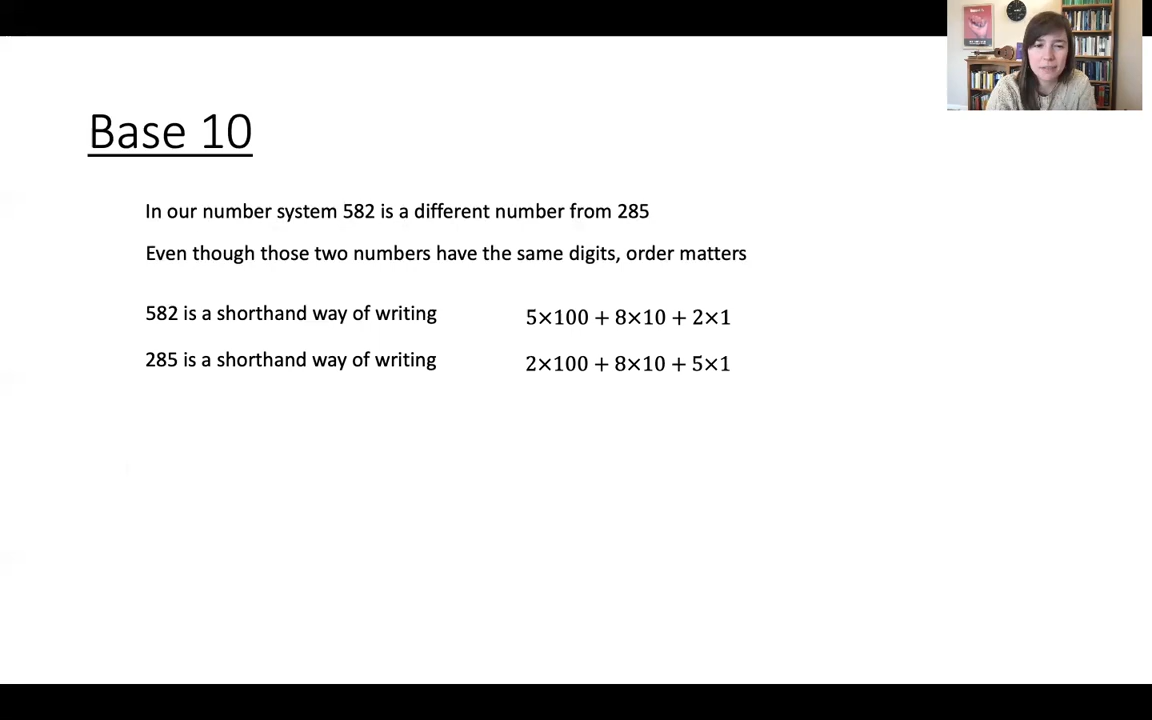 Base 10
In our number system 582 is a different number from 285
Even though those two numbers have the same digits, order matters
582 is a shorthand way of writing 5×100 + 8×10 + 2×1
285 is a shorthand way of writing 2×100 + 8×10 + 5×1